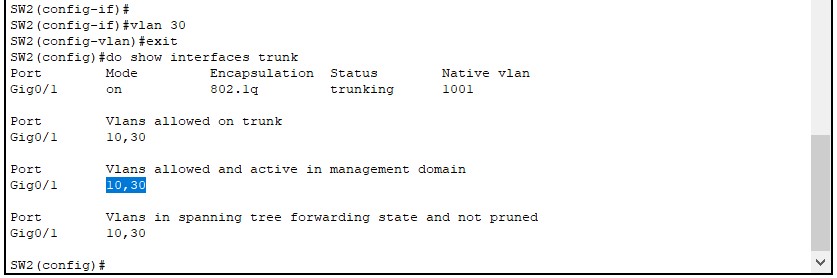 SW2(config-if)#
SW2(config-if)#vlan 30
SW2(config-vlan)#exit
SW2(config)#do show interfaces trunk
Port        Mode         Encapsulation  Status        Native vlan
Gig0/1      on           802.1q         trunking      1001

Port        Vlans allowed on trunk
Gig0/1      10,30

Port        Vlans allowed and active in management domain
Gig0/1      10,30

Port        Vlans in spanning tree forwarding state and not pruned
Gig0/1      10,30

SW2(config)#